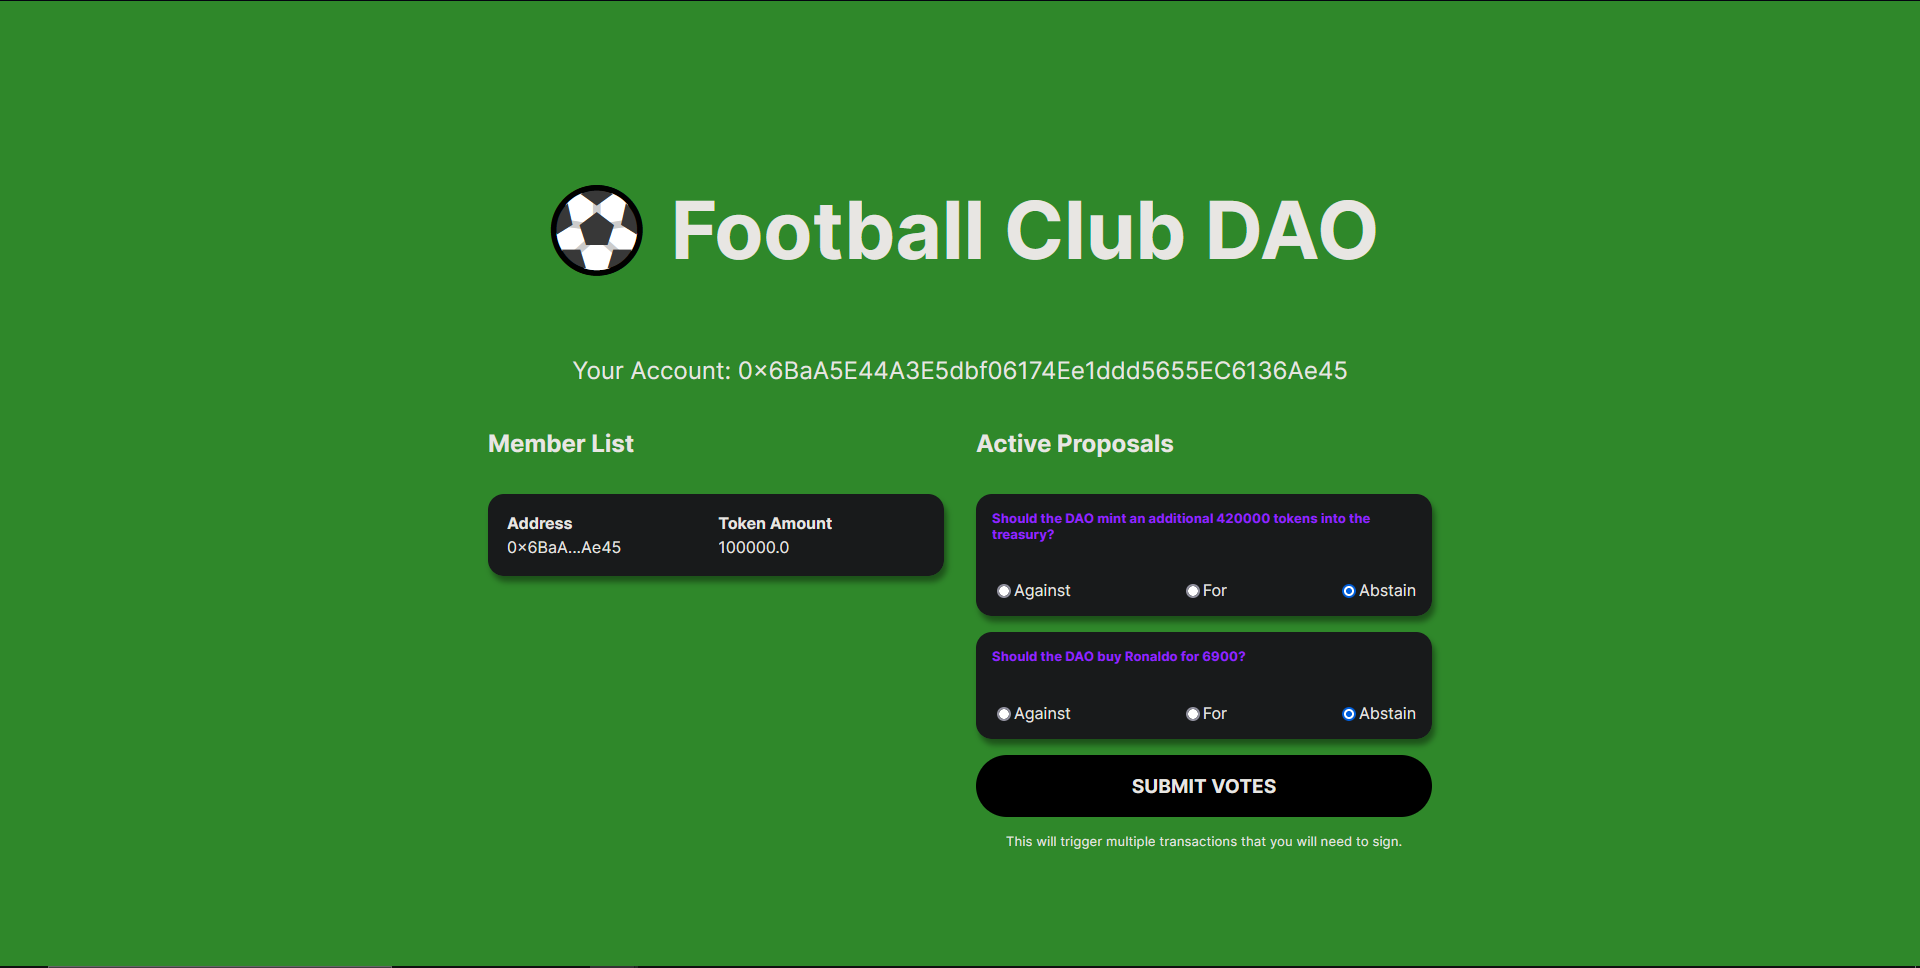 Football Club DAO
Your Account: 0x6BaA5E44A3E5dbf06174Ee1ddd5655EC6136Ae45
Member List
Address Token Amount
0x6BaA...Ae45 100000.0
Active Proposals
Should the DAO mint an additional 420000 tokens into the
treasury?
Against For Abstain
Should the DAO buy Ronaldo for 6900?
Against For Abstain
SUBMIT VOTES
This will trigger multiple transactions that you will need to sign.